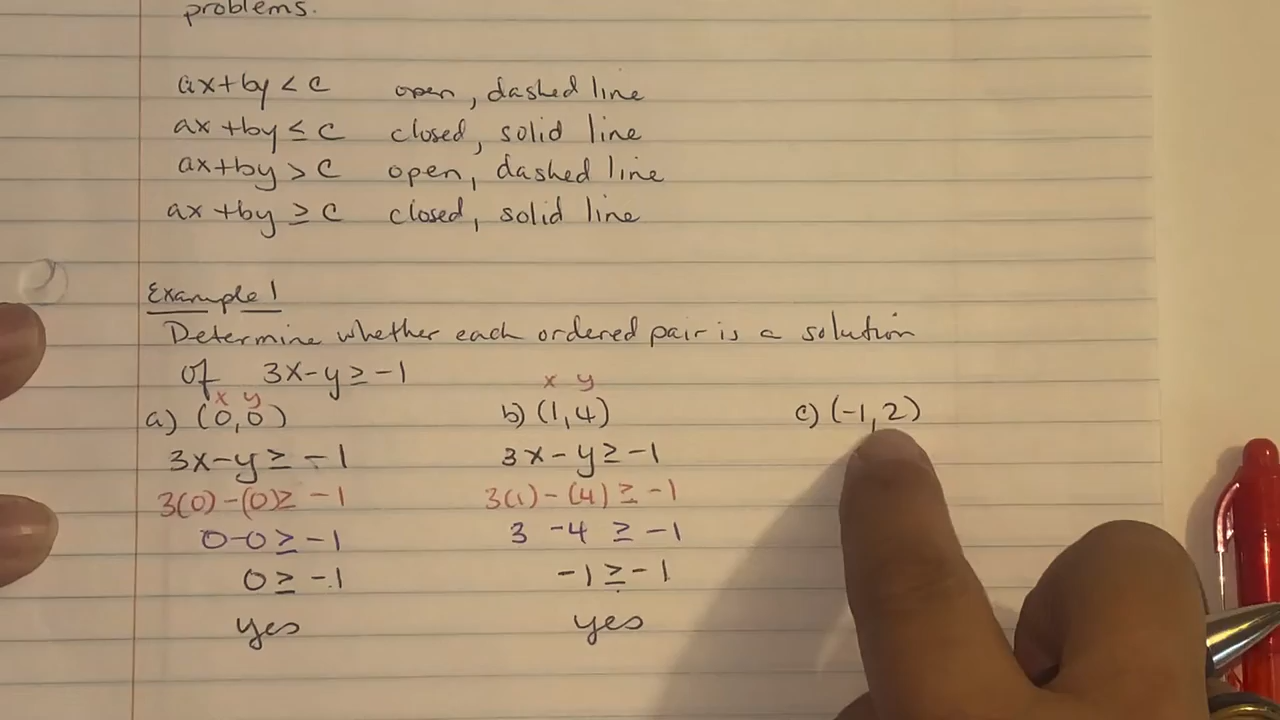 problems.
ax+by < c open, dashed line
ax+by ≤ c closed, solid line
ax+by > c open, dashed line
ax+by ≥ c closed, solid line
Example 1
Determine whether each ordered pair is a solution
of 3x-y ≥ -1
x y x y
a) (0,0) b) (1,4) c) (-1,2)
3x-y ≥ -1 3x-y ≥ -1
3(0)-(0) ≥ -1 3(1)-(4) ≥ -1
0-0 ≥ -1 3 -4 ≥ -1
0 ≥ -1 -1 ≥ -1
yes yes